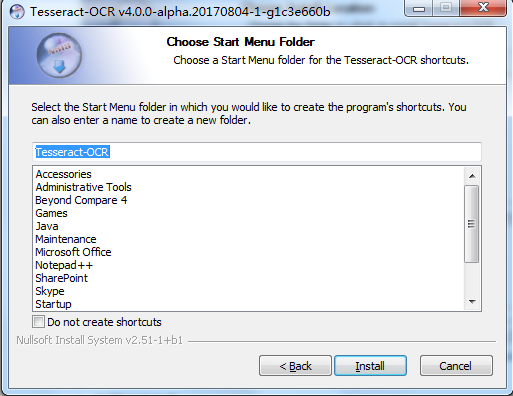 Tesseract-OCR v4.0.0-alpha.20170804-1-g1c3e660b
Choose Start Menu Folder
Choose a Start Menu folder for the Tesseract-OCR shortcuts.
Select the Start Menu folder in which you would like to create the program's shortcuts. You
can also enter a name to create a new folder.
Tesseract-OCR
Accessories
Administrative Tools
Beyond Compare 4
Games
Java
Maintenance
Microsoft Office
Notepad++
SharePoint
Skype
Startup
Do not create shortcuts
Nullsoft Install System v2.51-1+b1
< Back
Install
Cancel